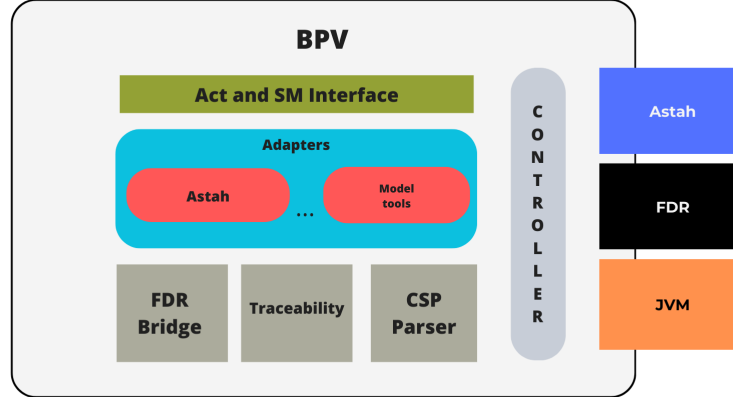 BPV
Act and SM Interface
Adapters
Astah
...
Model
tools
FDR
Bridge
Traceability
CSP
Parser
C
O
N
T
R
O
L
L
E
R
Astah
FDR
JVM